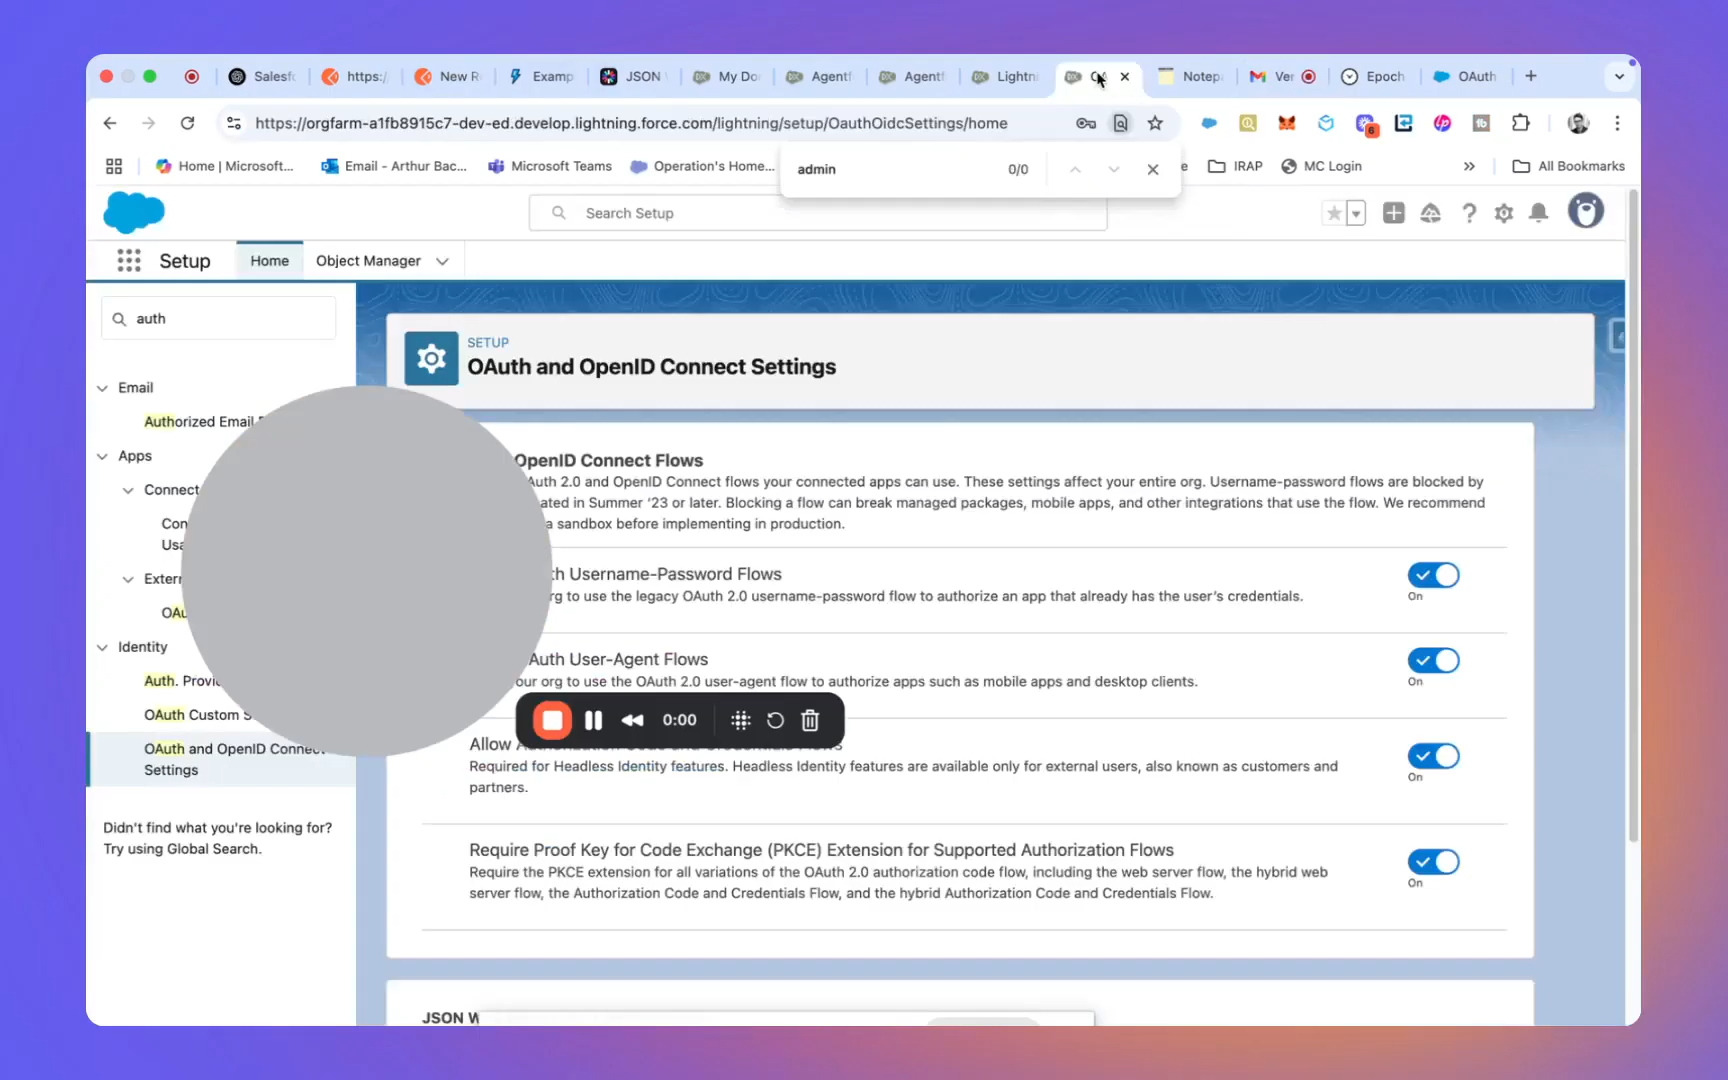 Salesf
https:/
New R
Examp
JSON
My Do
Agentf
Agentf
Lightni
Notep
Ver
Epoch
OAuth
https://orgfarm-a1fb8915c7-dev-ed.develop.lightning.force.com/lightning/setup/OauthOidcSettings/home
6
Home | Microsoft...
Email - Arthur Bac...
Microsoft Teams
Operation's Home...
IRAP
MC Login
All Bookmarks
admin
0/0
Search Setup
Setup
Home
Object Manager
auth
Email
Authorized Email
Apps
Connect
Con
Usa
Extern
OAu
Identity
Auth. Provi
OAuth Custom S
OAuth and OpenID Connect
Settings
Didn't find what you're looking for?
Try using Global Search.
SETUP
OAuth and OpenID Connect Settings
OpenID Connect Flows
Auth 2.0 and OpenID Connect flows your connected apps can use. These settings affect your entire org. Username-password flows are blocked by
ated in Summer '23 or later. Blocking a flow can break managed packages, mobile apps, and other integrations that use the flow. We recommend
a sandbox before implementing in production.
th Username-Password Flows
rg to use the legacy OAuth 2.0 username-password flow to authorize an app that already has the user's credentials.
On
Auth User-Agent Flows
our org to use the OAuth 2.0 user-agent flow to authorize apps such as mobile apps and desktop clients.
On
0:00
Allow
Required for Headless Identity features. Headless Identity features are available only for external users, also known as customers and
partners.
On
Require Proof Key for Code Exchange (PKCE) Extension for Supported Authorization Flows
Require the PKCE extension for all variations of the OAuth 2.0 authorization code flow, including the web server flow, the hybrid web
server flow, the Authorization Code and Credentials Flow, and the hybrid Authorization Code and Credentials Flow.
On
JSON W